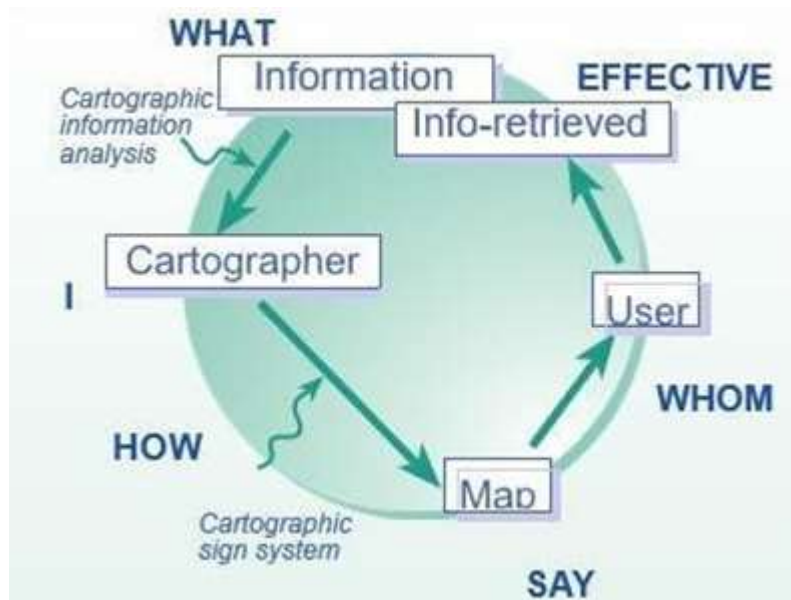 WHAT
Information
EFFECTIVE
Info-retrieved
Cartographic
information
analysis
Cartographer
I
User
WHOM
HOW
Map
Cartographic
sign system
SAY